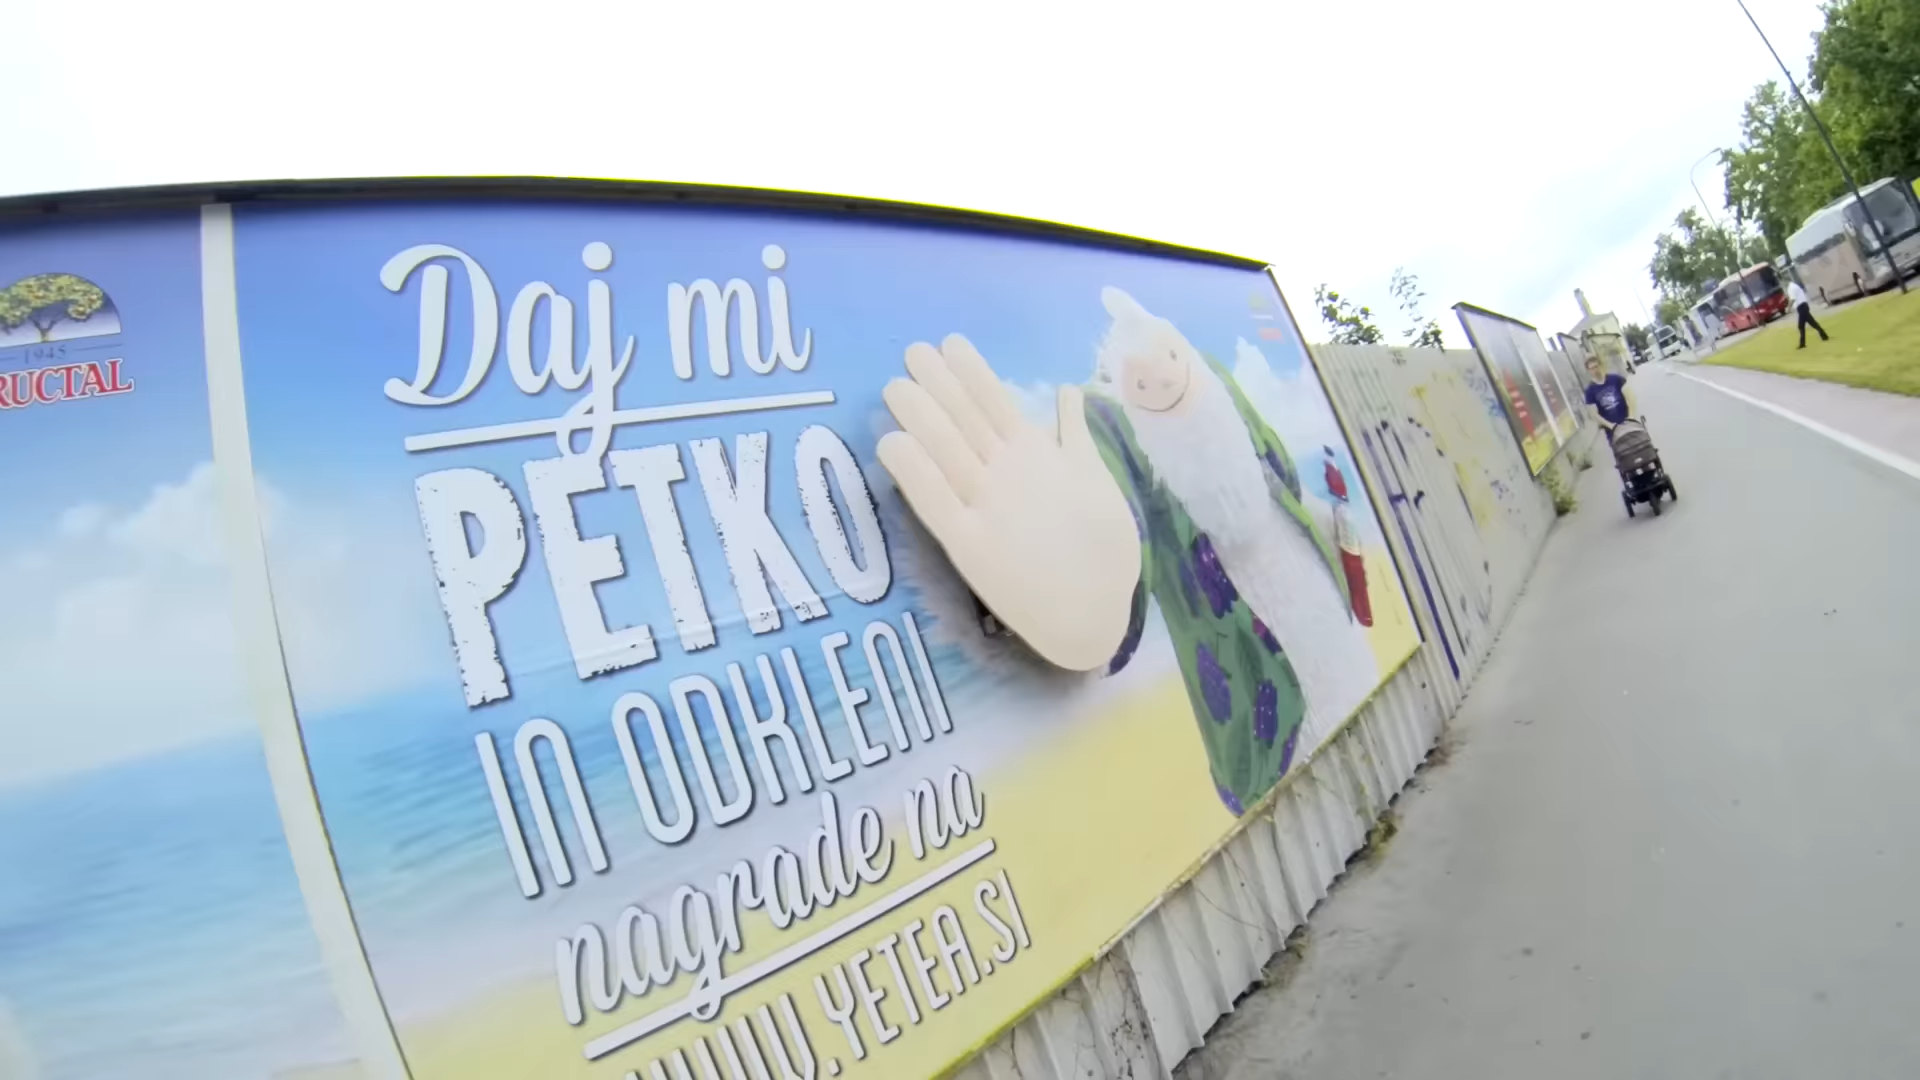 1945
RUCTAL
Daj mi
PETKO
IN ODKLENI
nagrade na
WWW.YETEA.SI